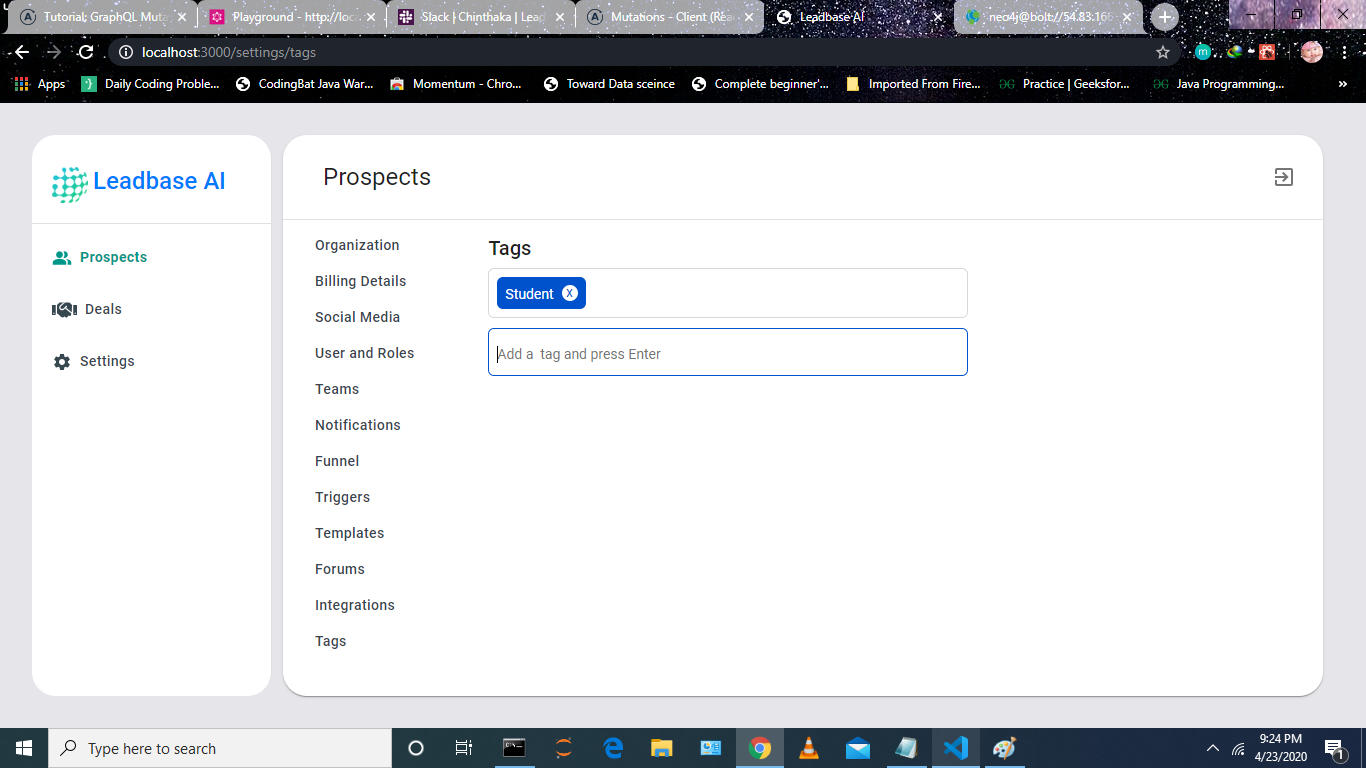 Tutorial: GraphQL Muta
Playground - http://loc
Slack | Chinthaka | Lead
Mutations - Client (Rea
Leadbase AI
neo4j@bolt://54.83.166
localhost:3000/settings/tags
Apps
Daily Coding Proble...
CodingBat Java War...
Momentum - Chro...
Toward Data sceince
Complete beginner'...
Imported From Fire...
Practice | Geeksfor...
Java Programming...
»
Leadbase AI
Prospects
Deals
Settings
Prospects
Organization
Billing Details
Social Media
User and Roles
Teams
Notifications
Funnel
Triggers
Templates
Forums
Integrations
Tags
Tags
Student X
Add a  tag and press Enter
Type here to search
9:24 PM
4/23/2020
1